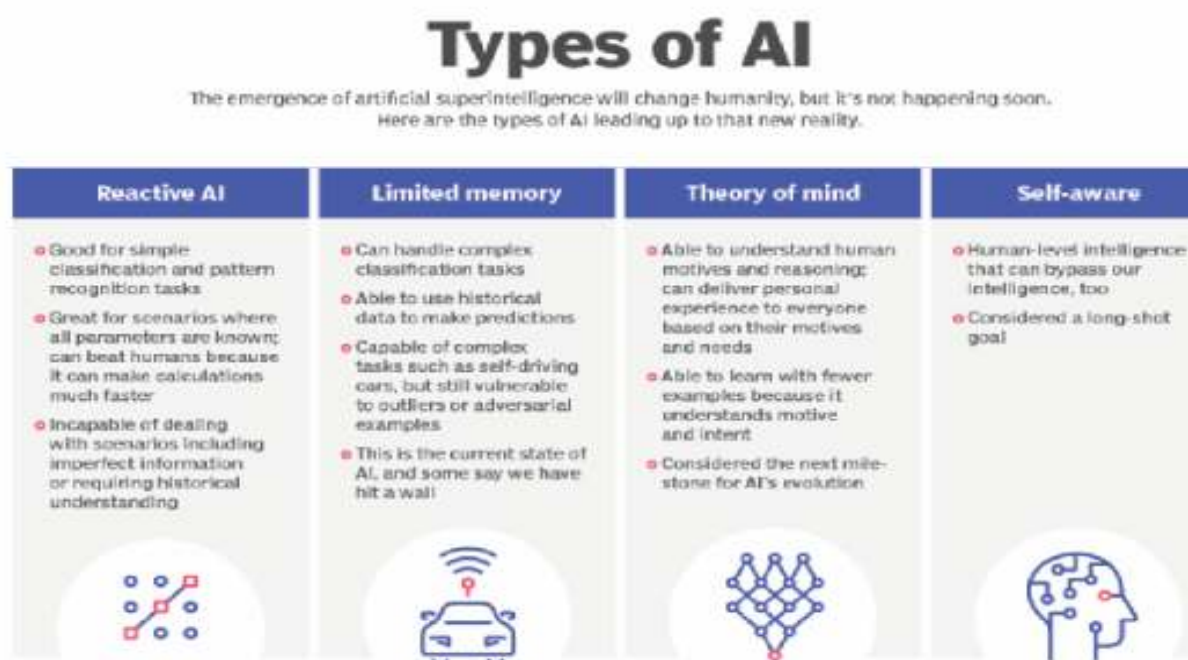 Types of AI
The emergence of artificial superintelligence will change humanity, but it's not happening soon.
Here are the types of AI leading up to that new reality.
Reactive AI
Good for simple
classification and pattern
recognition tasks
Great for scenarios where
all parameters are known;
can beat humans because
it can make calculations
much faster
Incapable of dealing
with scenarios including
imperfect information
or requiring historical
understanding
Limited memory
Can handle complex
classification tasks
Able to use historical
data to make predictions
Capable of complex
tasks such as self-driving
cars, but still vulnerable
to outliers or adversarial
examples
This is the current state of
AI, and some say we have
hit a wall
Theory of mind
Able to understand human
motives and reasoning;
can deliver personal
experience to everyone
based on their motives
and needs
Able to learn with fewer
examples because it
understands motive
and intent
Considered the next mile-
stone for AI's evolution
Self-aware
Human-level intelligence
that can bypass our
intelligence, too
Considered a long-shot
goal